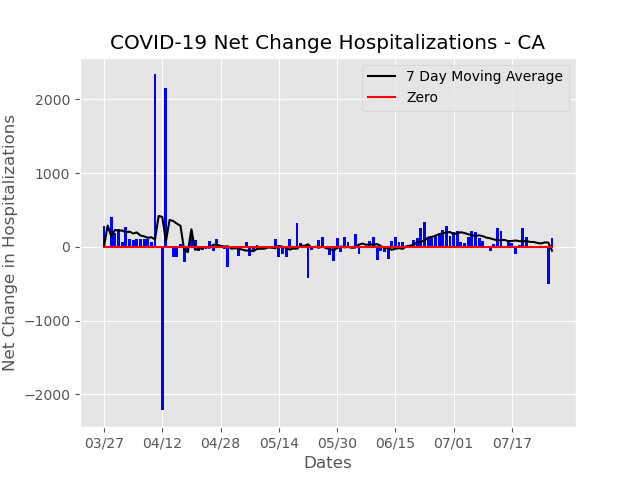 COVID-19 Net Change Hospitalizations - CA
7 Day Moving Average
Zero
Net Change in Hospitalizations
2000
1000
0
−1000
−2000
03/27 04/12 04/28 05/14 05/30 06/15 07/01 07/17
Dates